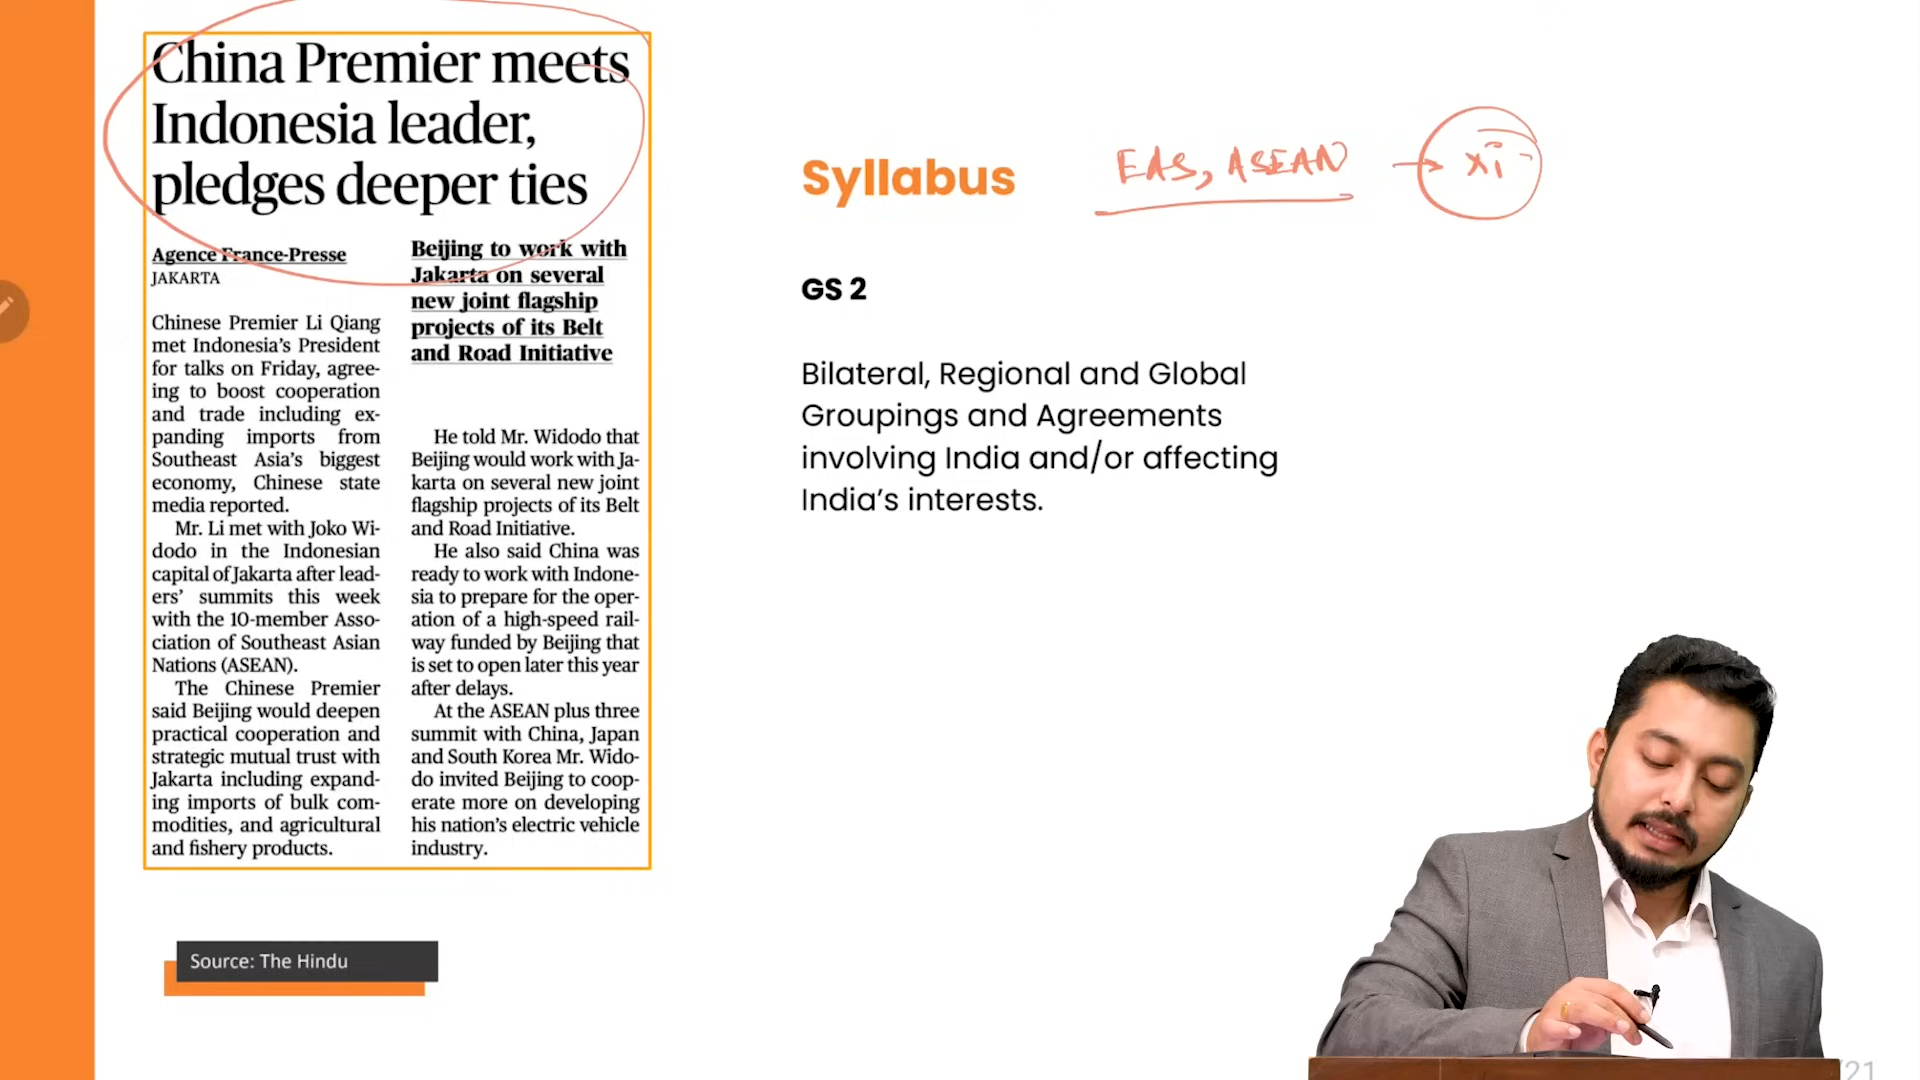 China Premier meets
Indonesia leader,
pledges deeper ties
Agence France-Presse
JAKARTA
Chinese Premier Li Qiang
met Indonesia's President
for talks on Friday, agree-
ing to boost cooperation
and trade including ex-
panding imports from
Southeast Asia's biggest
economy, Chinese state
media reported.
Mr. Li met with Joko Wi-
dodo in the Indonesian
capital of Jakarta after lead-
ers' summits this week
with the 10-member Asso-
ciation of Southeast Asian
Nations (ASEAN).
The Chinese Premier
said Beijing would deepen
practical cooperation and
strategic mutual trust with
Jakarta including expand-
ing imports of bulk com-
modities, and agricultural
and fishery products.
Beijing to work with
Jakarta on several
new joint flagship
projects of its Belt
and Road Initiative
He told Mr. Widodo that
Beijing would work with Ja-
karta on several new joint
flagship projects of its Belt
and Road Initiative.
He also said China was
ready to work with Indone-
sia to prepare for the oper-
ation of a high-speed rail-
way funded by Beijing that
is set to open later this year
after delays.
At the ASEAN plus three
summit with China, Japan
and South Korea Mr. Wido-
do invited Beijing to coop-
erate more on developing
his nation's electric vehicle
industry.
Source: The Hindu
Syllabus
EAS, ASEAN → Xi
GS 2
Bilateral, Regional and Global
Groupings and Agreements
involving India and/or affecting
India's interests.
/21